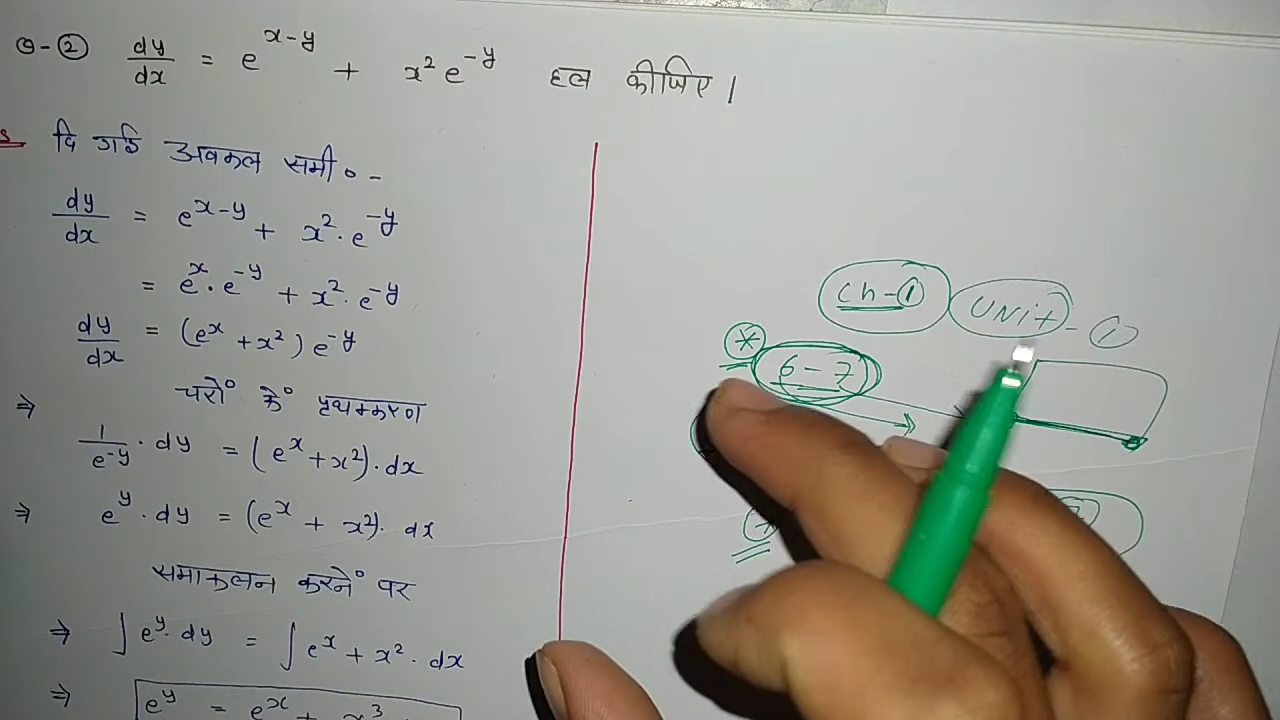 Q-② dy/dx = e^(x-y) + x² e^(-y) हल कीजिए।
दि गई अवकल समी० -
dy/dx = e^(x-y) + x² · e^(-y)
= e^x · e^(-y) + x² · e^(-y)
dy/dx = (e^x + x²) e^(-y)
⇒ चरो° के° पृथक्करण
1/e^(-y) · dy = (e^x + x²) · dx
⇒ e^y · dy = (e^x + x²) · dx
समाकलन करने° पर
⇒ ∫ e^y · dy = ∫ e^x + x² · dx
⇒ e^y = e^x + x³
Ch-① UNit - ①
* 6-7